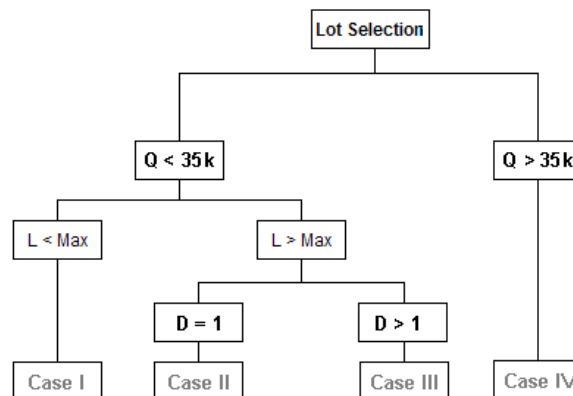 Lot Selection
Q < 35k
Q > 35k
L < Max
L > Max
D = 1
D > 1
Case I
Case II
Case III
Case IV